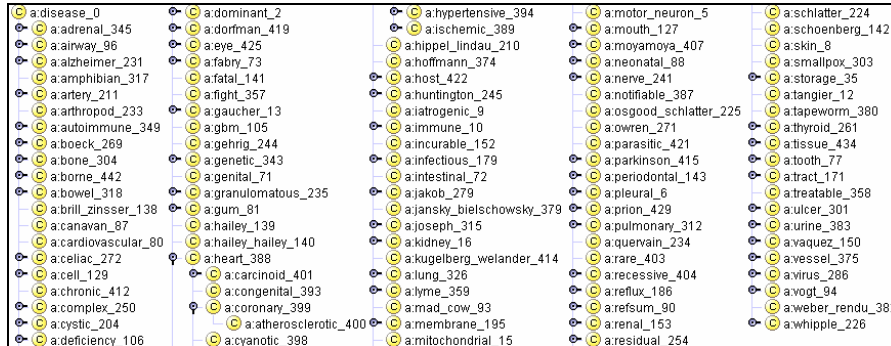 a:disease_0
a:adrenal_345
a:airway_96
a:alzheimer_231
a:amphibian_317
a:artery_211
a:arthropod_233
a:autoimmune_349
a:boeck_269
a:bone_304
a:borne_442
a:bowel_318
a:brill_zinsser_138
a:canavan_87
a:cardiovascular_80
a:celiac_272
a:cell_129
a:chronic_412
a:complex_250
a:cystic_204
a:deficiency_106
a:dominant_2
a:dorfman_419
a:eye_425
a:fabry_73
a:fatal_141
a:fight_357
a:gaucher_13
a:gbm_105
a:gehrig_244
a:genetic_343
a:genital_71
a:granulomatous_235
a:gum_81
a:hailey_139
a:hailey_hailey_140
a:heart_388
a:carcinoid_401
a:congenital_393
a:coronary_399
a:atherosclerotic_400
a:cyanotic_398
a:hypertensive_394
a:ischemic_389
a:hippel_lindau_210
a:hoffmann_374
a:host_422
a:huntington_245
a:iatrogenic_9
a:immune_10
a:incurable_152
a:infectious_179
a:intestinal_72
a:jakob_279
a:jansky_bielschowsky_379
a:joseph_315
a:kidney_16
a:kugelberg_welander_414
a:lung_326
a:lyme_359
a:mad_cow_93
a:membrane_195
a:mitochondrial_15
a:motor_neuron_5
a:mouth_127
a:moyamoya_407
a:neonatal_88
a:nerve_241
a:notifiable_387
a:osgood_schlatter_225
a:owren_271
a:parasitic_421
a:parkinson_415
a:periodontal_143
a:pleural_6
a:prion_429
a:pulmonary_312
a:quervain_234
a:rare_403
a:recessive_404
a:reflux_186
a:refsum_90
a:renal_153
a:residual_254
a:schlatter_224
a:schoenberg_142
a:skin_8
a:smallpox_303
a:storage_35
a:tangier_12
a:tapeworm_380
a:thyroid_261
a:tissue_434
a:tooth_77
a:tract_171
a:treatable_358
a:ulcer_301
a:urine_383
a:vaquez_150
a:vessel_375
a:virus_286
a:vogt_94
a:weber_rendu_38
a:whipple_226